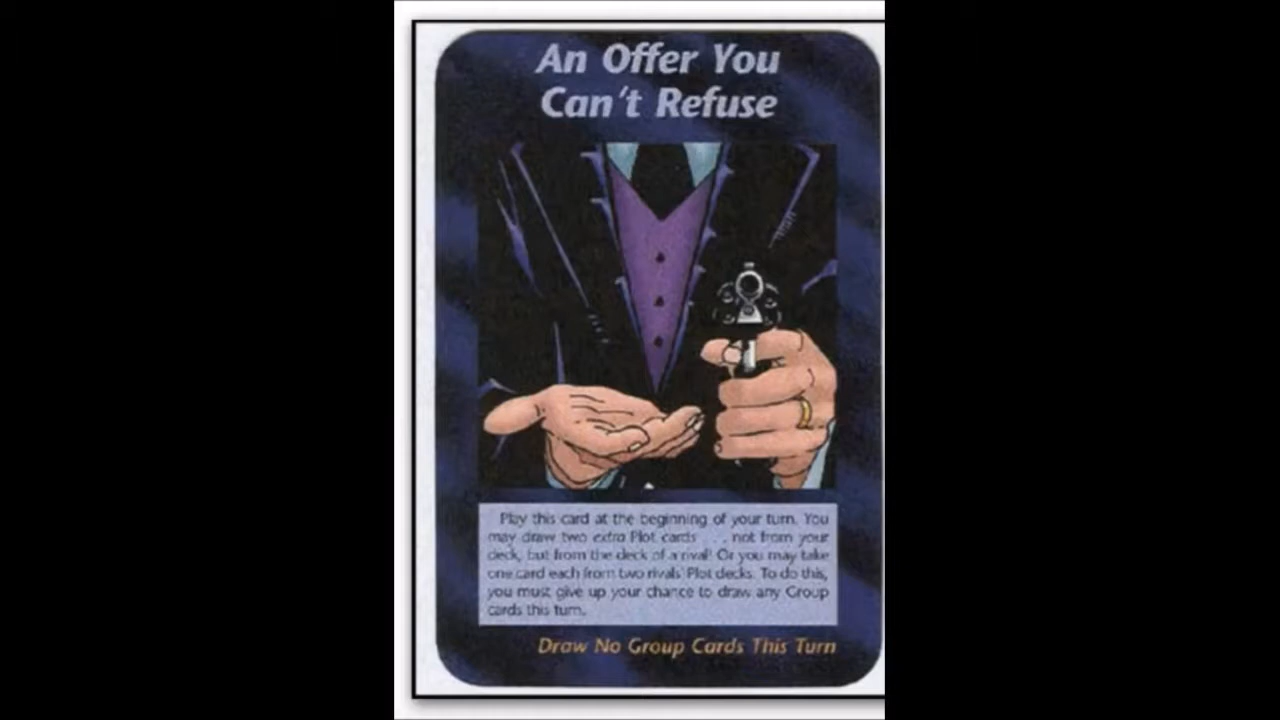 An Offer You
Can't Refuse
Play this card at the beginning of your turn. You
may draw two extra Plot cards . . . not from your
deck, but from the deck of a rival! Or you may take
one card each from two rivals' Plot decks. To do this,
you must give up your chance to draw any Group
cards this turn.
Draw No Group Cards This Turn